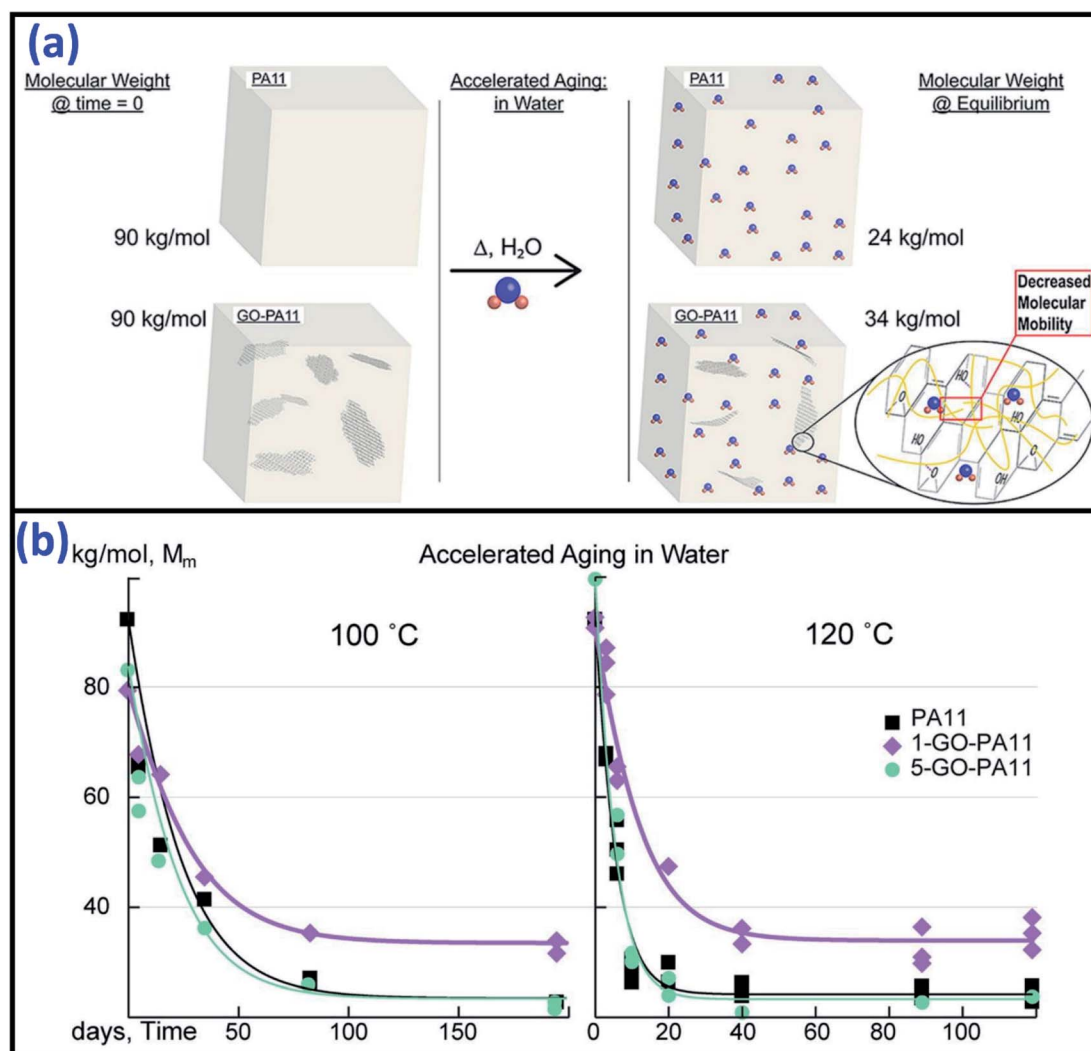 (a)
Molecular Weight
@ time = 0
PA11
Accelerated Aging:
in Water
PA11
Molecular Weight
@ Equilibrium
90 kg/mol
Δ, H₂O
24 kg/mol
90 kg/mol
GO-PA11
GO-PA11
34 kg/mol
Decreased
Molecular
Mobility
HO
O
HO
HO
O
HO
O
OH
(b)
kg/mol, Mm
Accelerated Aging in Water
100 ˚C
120 ˚C
80
PA11
1-GO-PA11
5-GO-PA11
60
40
days, Time
50
150
0
20
40
60
80
100